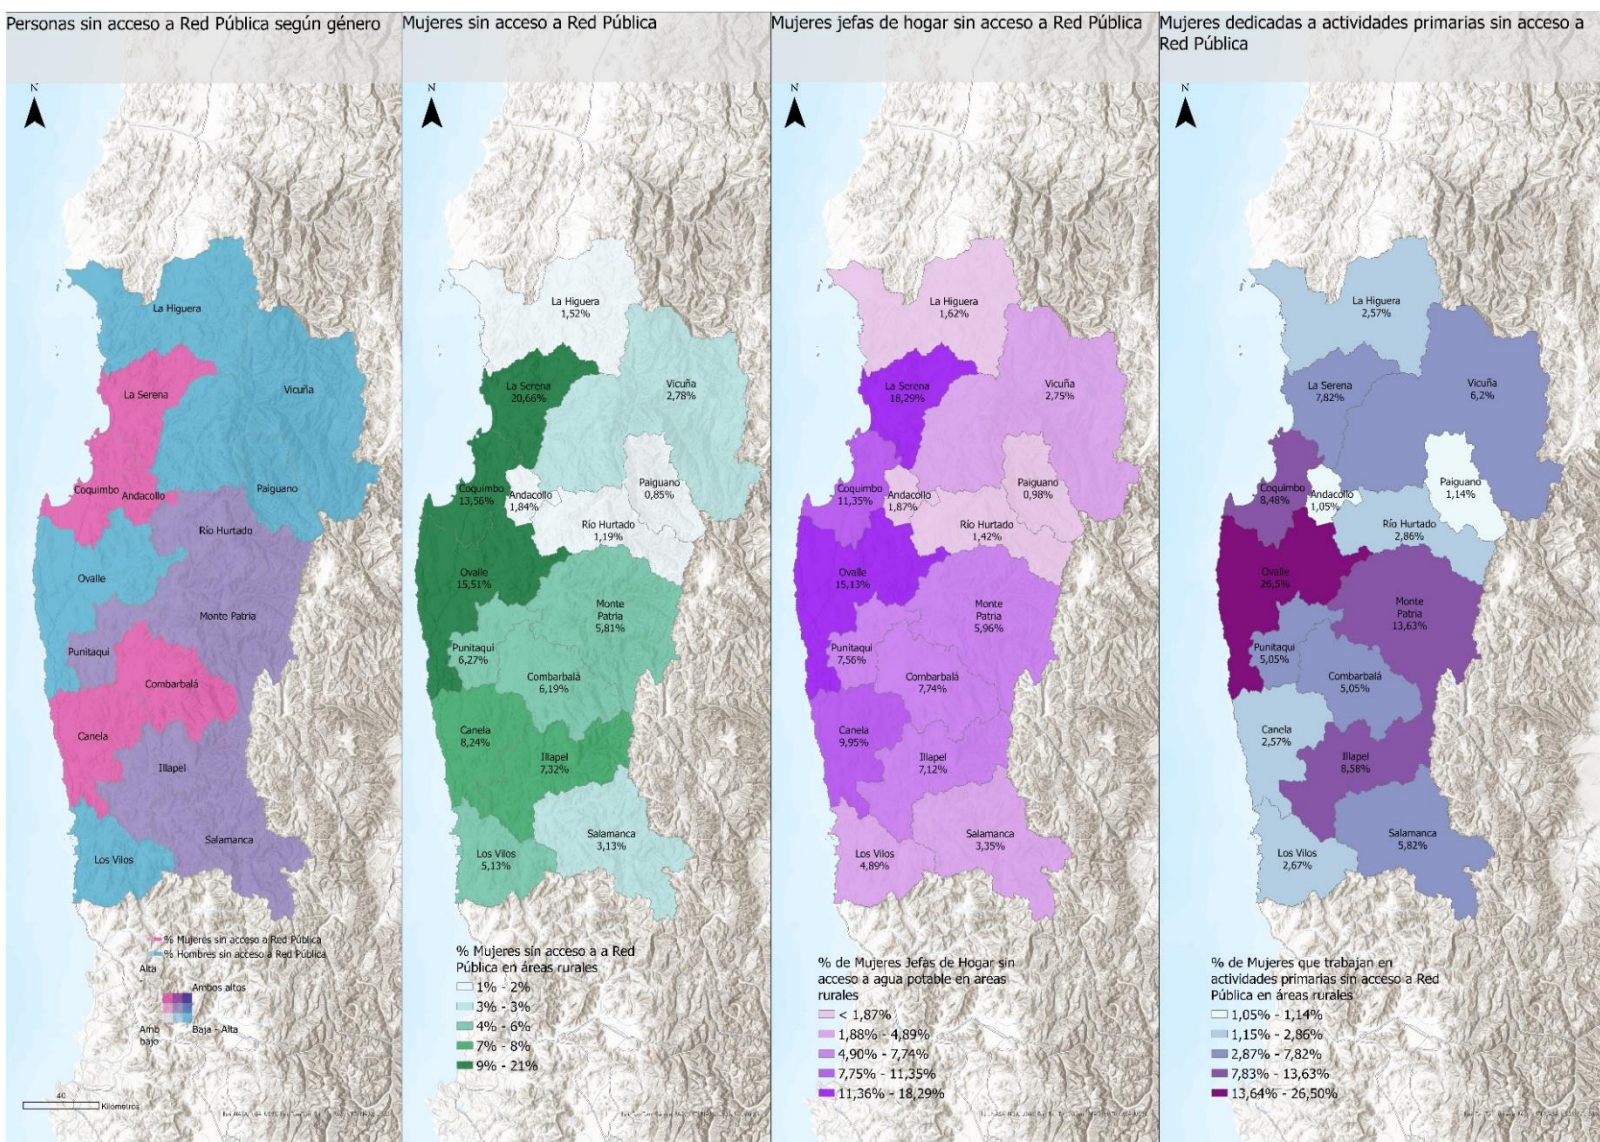 Personas sin acceso a Red Pública según género
N
La Higuera
La Serena
Vicuña
Coquimbo
Andacollo
Paiguano
Río Hurtado
Ovalle
Monte Patria
Punitaqui
Combarbalá
Canela
Illapel
Salamanca
Los Vilos
% Mujeres sin acceso a Red Pública
% Hombres sin acceso a Red Pública
Alta
Ambos altos
Amb
bajo
Baja - Alta
40
Kilómetros
Mujeres sin acceso a Red Pública
N
La Higuera
1,52%
La Serena
20,66%
Vicuña
2,78%
Coquimbo
13,56%
Andacollo
1,84%
Paiguano
0,85%
Río Hurtado
1,19%
Ovalle
15,51%
Monte
Patria
5,81%
Punitaqui
6,27%
Combarbalá
6,19%
Canela
8,24%
Illapel
7,32%
Salamanca
3,13%
Los Vilos
5,13%
% Mujeres sin acceso a a Red
Pública en áreas rurales
1% - 2%
3% - 3%
4% - 6%
7% - 8%
9% - 21%
Mujeres jefas de hogar sin acceso a Red Pública
N
La Higuera
1,62%
La Serena
18,29%
Vicuña
2,75%
Coquimbo
11,35%
Andacollo
1,87%
Paiguano
0,98%
Río Hurtado
1,42%
Ovalle
15,13%
Monte
Patria
5,96%
Punitaqui
7,56%
Combarbalá
7,74%
Canela
9,95%
Illapel
7,12%
Salamanca
3,35%
Los Vilos
4,89%
% de Mujeres Jefas de Hogar sin
acceso a agua potable en areas
rurales
< 1,87%
1,88% - 4,89%
4,90% - 7,74%
7,75% - 11,35%
11,36% - 18,29%
Mujeres dedicadas a actividades primarias sin acceso a
Red Pública
N
La Higuera
2,57%
La Serena
7,82%
Vicuña
6,2%
Coquimbo
8,48%
Andacollo
1,05%
Paiguano
1,14%
Río Hurtado
2,86%
Ovalle
26,5%
Monte
Patria
13,63%
Punitaqui
5,05%
Combarbalá
5,05%
Canela
2,57%
Illapel
8,58%
Salamanca
5,82%
Los Vilos
2,67%
% de Mujeres que trabajan en
actividades primarias sin acceso a Red
Pública en áreas rurales
1,05% - 1,14%
1,15% - 2,86%
2,87% - 7,82%
7,83% - 13,63%
13,64% - 26,50%